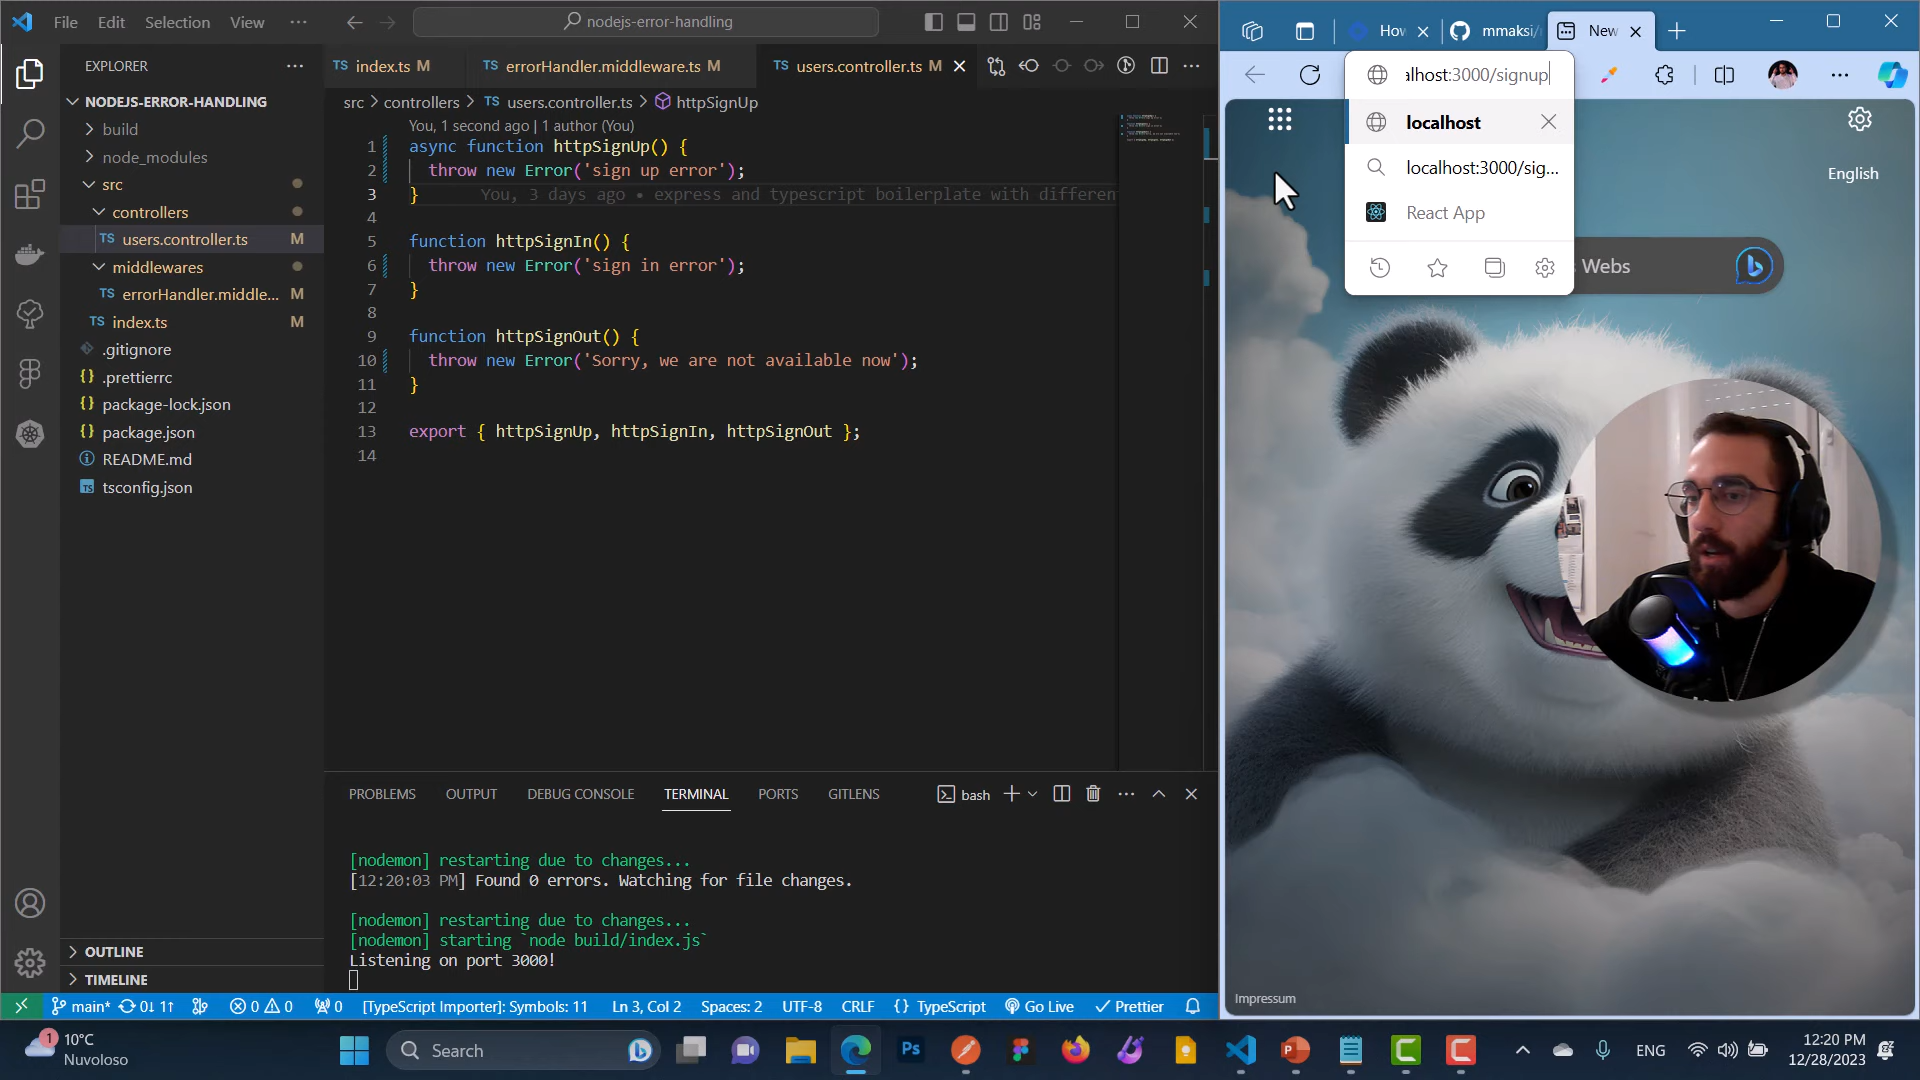 File Edit Selection View ··· nodejs-error-handling
EXPLORER ···
NODEJS-ERROR-HANDLING
build
node_modules
src
controllers
TS users.controller.ts M
middlewares
TS errorHandler.middle... M
TS index.ts M
.gitignore
{} .prettierrc
{} package-lock.json
{} package.json
README.md
TS tsconfig.json
OUTLINE
TIMELINE
TS index.ts M TS errorHandler.middleware.ts M TS users.controller.ts M
src > controllers > TS users.controller.ts > httpSignUp
You, 1 second ago | 1 author (You)
1 async function httpSignUp() {
2 throw new Error('sign up error');
3 } You, 3 days ago • express and typescript boilerplate with differen
4
5 function httpSignIn() {
6 throw new Error('sign in error');
7 }
8
9 function httpSignOut() {
10 throw new Error('Sorry, we are not available now');
11 }
12
13 export { httpSignUp, httpSignIn, httpSignOut };
14
PROBLEMS OUTPUT DEBUG CONSOLE TERMINAL PORTS GITLENS bash
[nodemon] restarting due to changes...
[12:20:03 PM] Found 0 errors. Watching for file changes.
[nodemon] restarting due to changes...
[nodemon] starting `node build/index.js`
Listening on port 3000!
main* 0↓ 1↑ 0 0 0 [TypeScript Importer]: Symbols: 11 Ln 3, Col 2 Spaces: 2 UTF-8 CRLF {} TypeScript Go Live Prettier
How mmaksi/ New
alhost:3000/signup
localhost
localhost:3000/sig...
React App
English
Webs
Impressum
1 10°C
Nuvoloso
Search
Ps
ENG
12:20 PM
12/28/2023